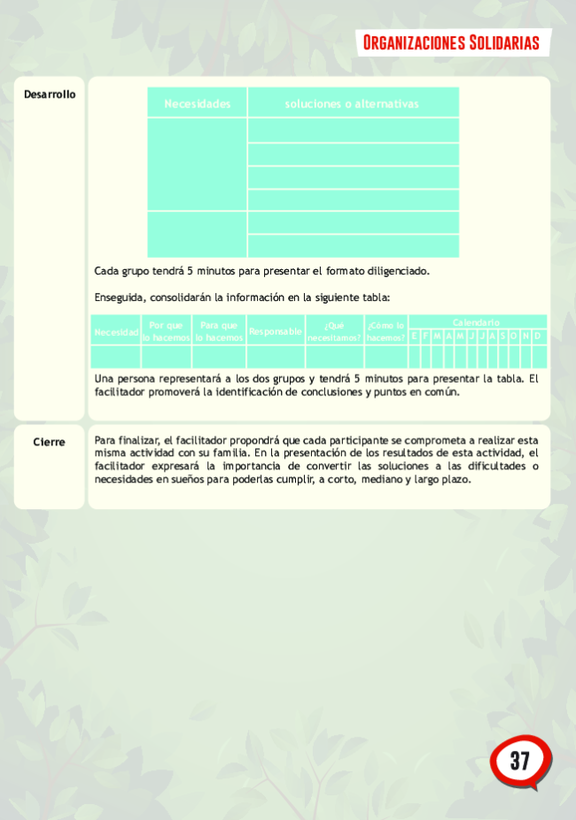 ORGANIZACIONES SOLIDARIAS
Desarrollo
Necesidades soluciones o alternativas
Cada grupo tendrá 5 minutos para presentar el formato diligenciado.
Enseguida, consolidarán la información en la siguiente tabla:
Necesidad Por que lo hacemos Para que lo hacemos Responsable ¿Qué necesitamos? ¿Cómo lo hacemos? Calendario
E F M A M J J A S O N D
Una persona representará a los dos grupos y tendrá 5 minutos para presentar la tabla. El
facilitador promoverá la identificación de conclusiones y puntos en común.
Cierre
Para finalizar, el facilitador propondrá que cada participante se comprometa a realizar esta
misma actividad con su familia. En la presentación de los resultados de esta actividad, el
facilitador expresará la importancia de convertir las soluciones a las dificultades o
necesidades en sueños para poderlas cumplir, a corto, mediano y largo plazo.
37